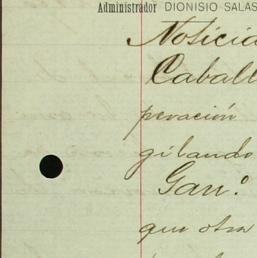 Administrador DIONISIO SALAS
Noticia
Caball
peración
gilando
Gan.º
que otra